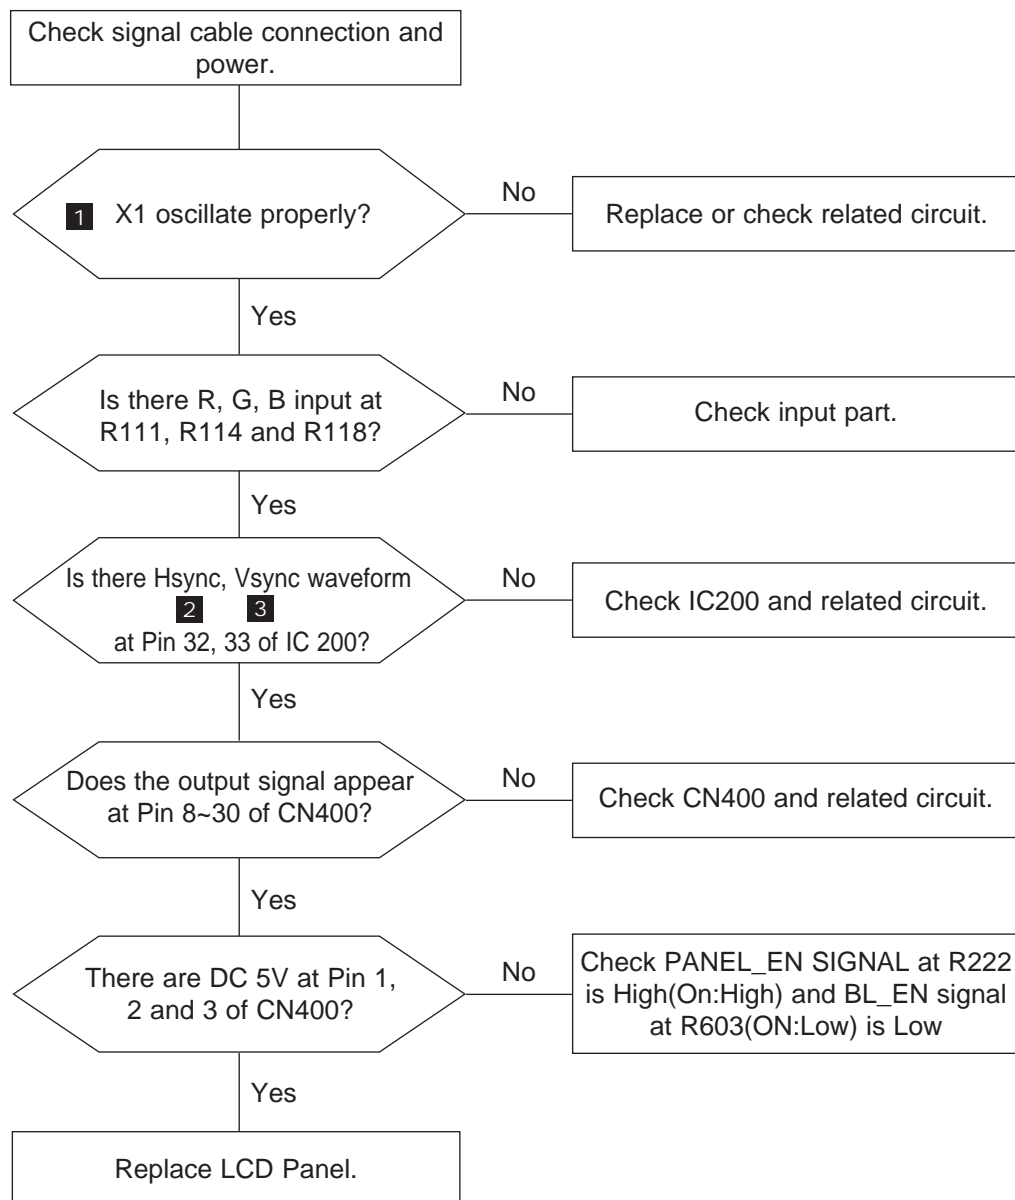 Check signal cable connection and
power.
1 X1 oscillate properly?
No
Replace or check related circuit.
Yes
Is there R, G, B input at
R111, R114 and R118?
No
Check input part.
Yes
Is there Hsync, Vsync waveform
2 3
at Pin 32, 33 of IC 200?
No
Check IC200 and related circuit.
Yes
Does the output signal appear
at Pin 8~30 of CN400?
No
Check CN400 and related circuit.
Yes
There are DC 5V at Pin 1,
2 and 3 of CN400?
No
Check PANEL_EN SIGNAL at R222
is High(On:High) and BL_EN signal
at R603(ON:Low) is Low
Yes
Replace LCD Panel.